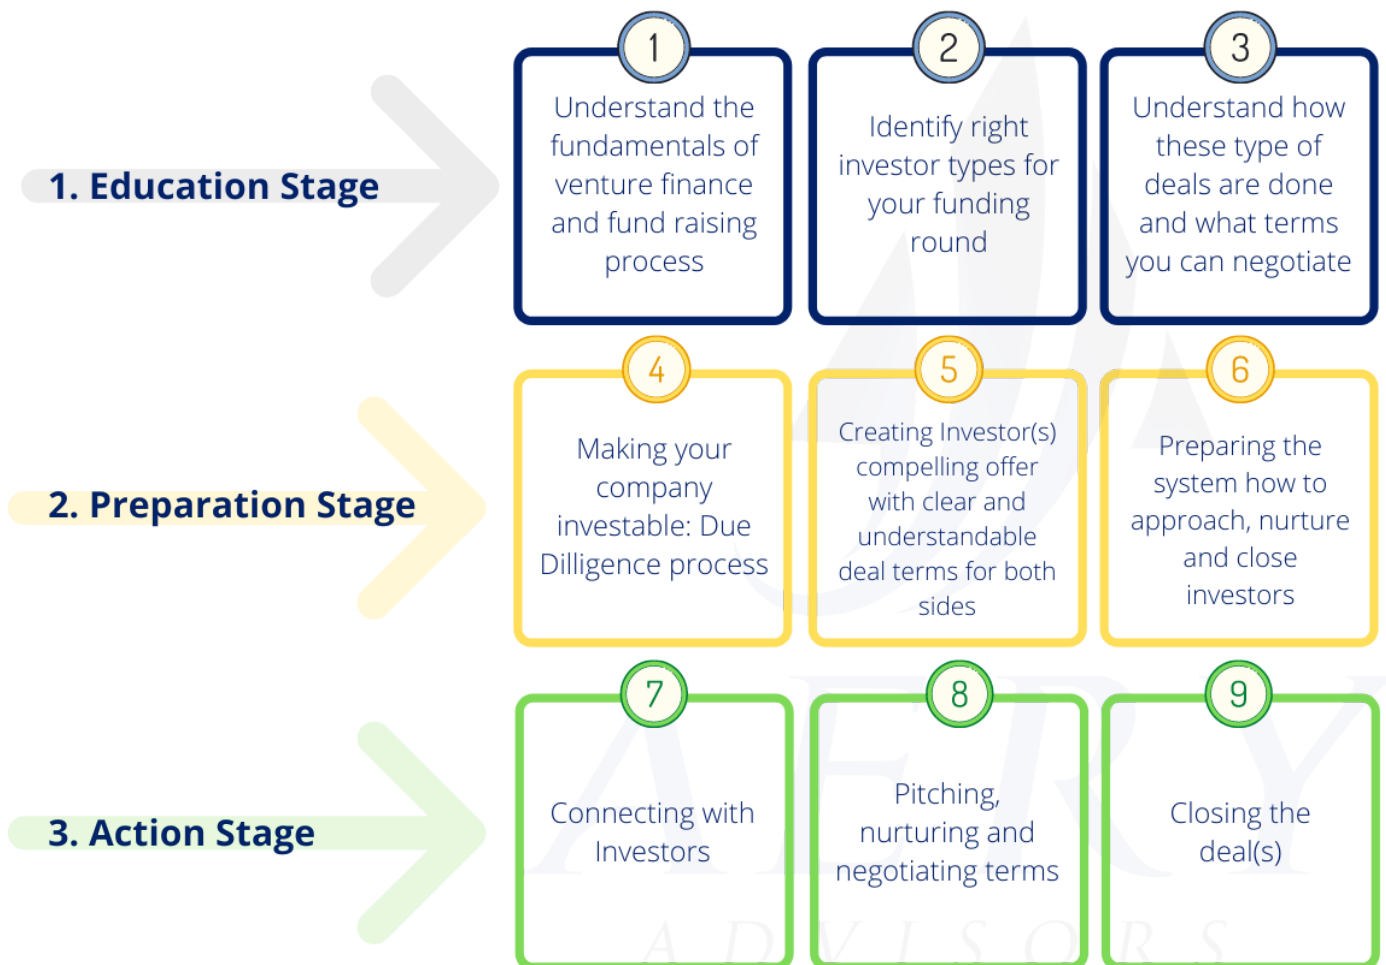 1. Education Stage
1
Understand the
fundamentals of
venture finance
and fund raising
process
2
Identify right
investor types for
your funding
round
3
Understand how
these type of
deals are done
and what terms
you can negotiate
2. Preparation Stage
4
Making your
company
investable: Due
Dilligence process
5
Creating Investor(s)
compelling offer
with clear and
understandable
deal terms for both
sides
6
Preparing the
system how to
approach, nurture
and close
investors
3. Action Stage
7
Connecting with
Investors
8
Pitching,
nurturing and
negotiating terms
9
Closing the
deal(s)
AERY
ADVISORS